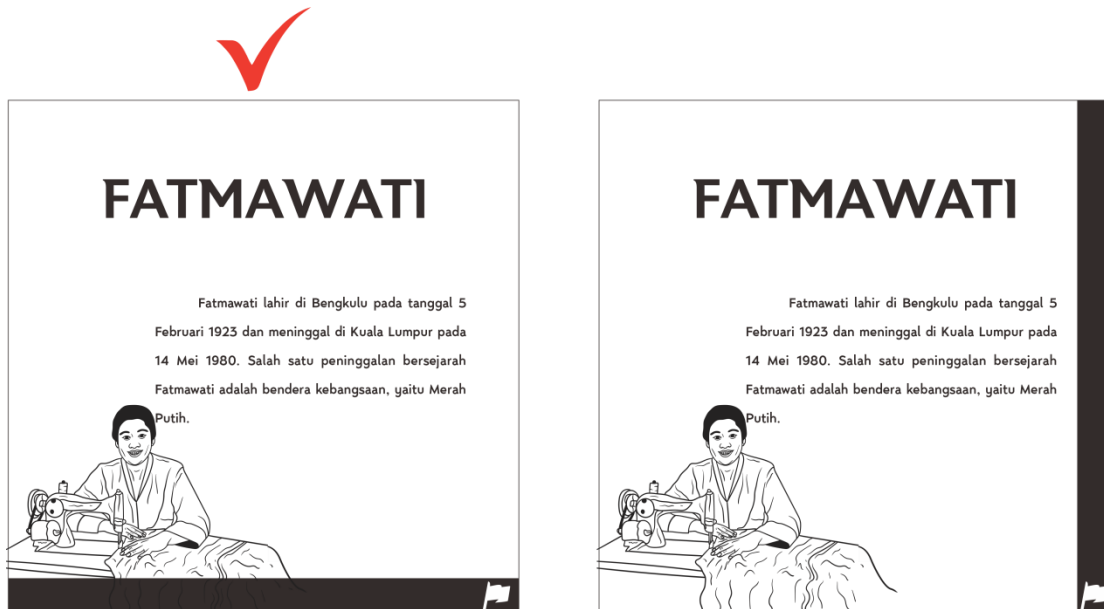 FATMAWATI
Fatmawati lahir di Bengkulu pada tanggal 5
Februari 1923 dan meninggal di Kuala Lumpur pada
14 Mei 1980. Salah satu peninggalan bersejarah
Fatmawati adalah bendera kebangsaan, yaitu Merah
Putih.
FATMAWATI
Fatmawati lahir di Bengkulu pada tanggal 5
Februari 1923 dan meninggal di Kuala Lumpur pada
14 Mei 1980. Salah satu peninggalan bersejarah
Fatmawati adalah bendera kebangsaan, yaitu Merah
Putih.